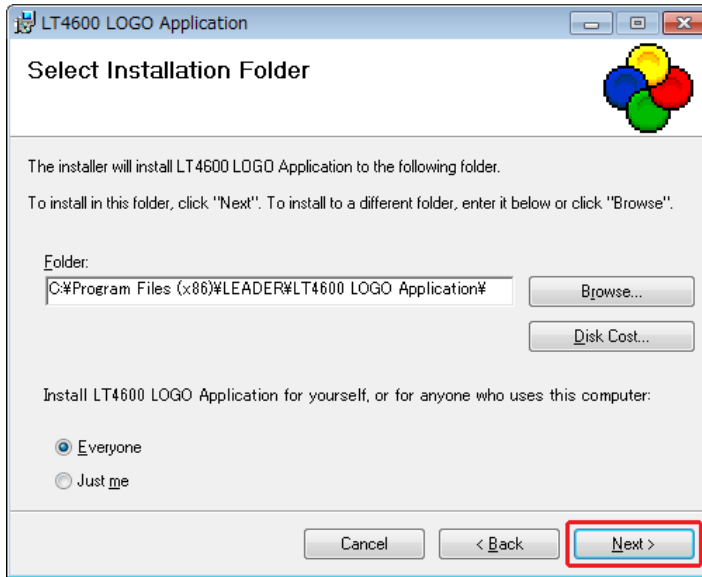 LT4600 LOGO Application
Select Installation Folder
The installer will install LT4600 LOGO Application to the following folder.
To install in this folder, click "Next". To install to a different folder, enter it below or click "Browse".
Folder:
C:¥Program Files (x86)¥LEADER¥LT4600 LOGO Application¥
Browse...
Disk Cost...
Install LT4600 LOGO Application for yourself, or for anyone who uses this computer:
Everyone
Just me
Cancel
< Back
Next >